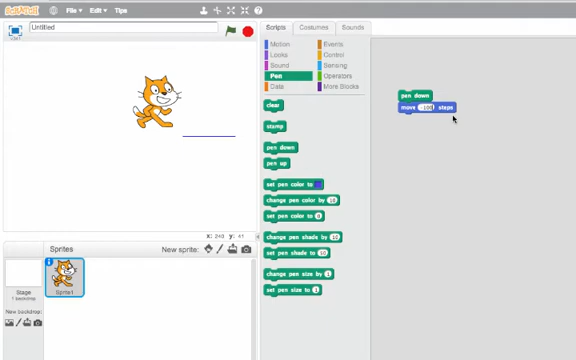 SCRATCH File Edit Tips
v437
Untitled
Scripts Costumes Sounds
Motion Events
Looks Control
Sound Sensing
Pen Operators
Data More Blocks
clear
stamp
pen down
pen up
set pen color to
change pen color by 10
set pen color to 0
change pen shade by 10
set pen shade to 50
change pen size by 1
set pen size to 1
pen down
move -100 steps
x: 240 y: 41
Sprites New sprite:
Stage
1 backdrop
New backdrop:
Sprite1